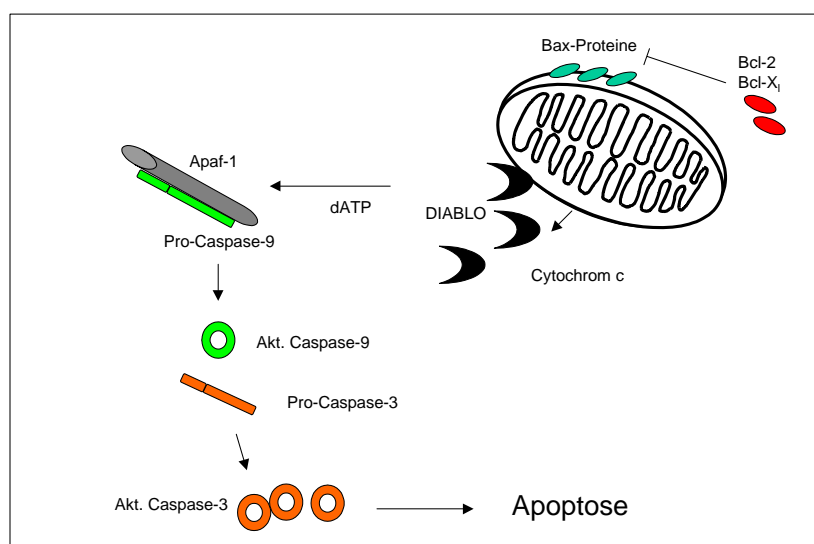 Bax-Proteine
Bcl-2
Bcl-Xl
Apaf-1
dATP
DIABLO
Pro-Caspase-9
Cytochrom c
Akt. Caspase-9
Pro-Caspase-3
Akt. Caspase-3
Apoptose